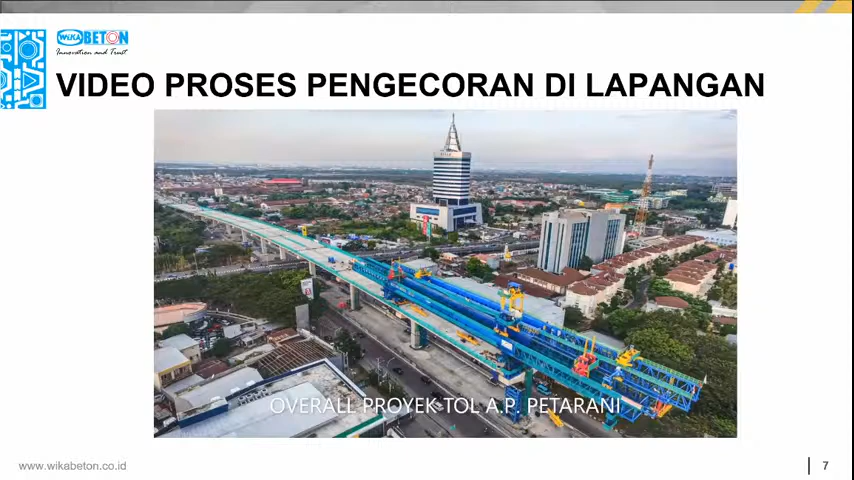 WIKA BETON
Innovation and Trust
VIDEO PROSES PENGECORAN DI LAPANGAN
OVERALL PROYEK TOL A.P. PETARANI
www.wikabeton.co.id
7